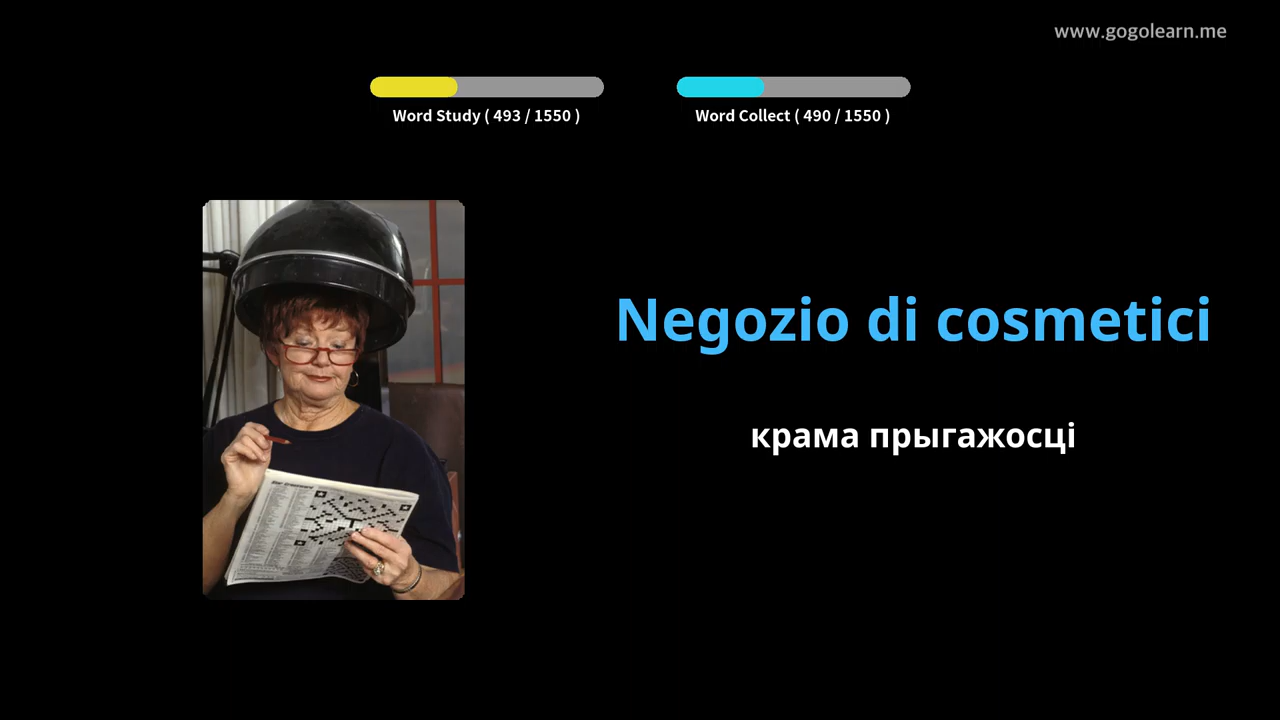 www.gogolearn.me
Word Study ( 493 / 1550 )
Word Collect ( 490 / 1550 )
Negozio di cosmetici
крама прыгажосці